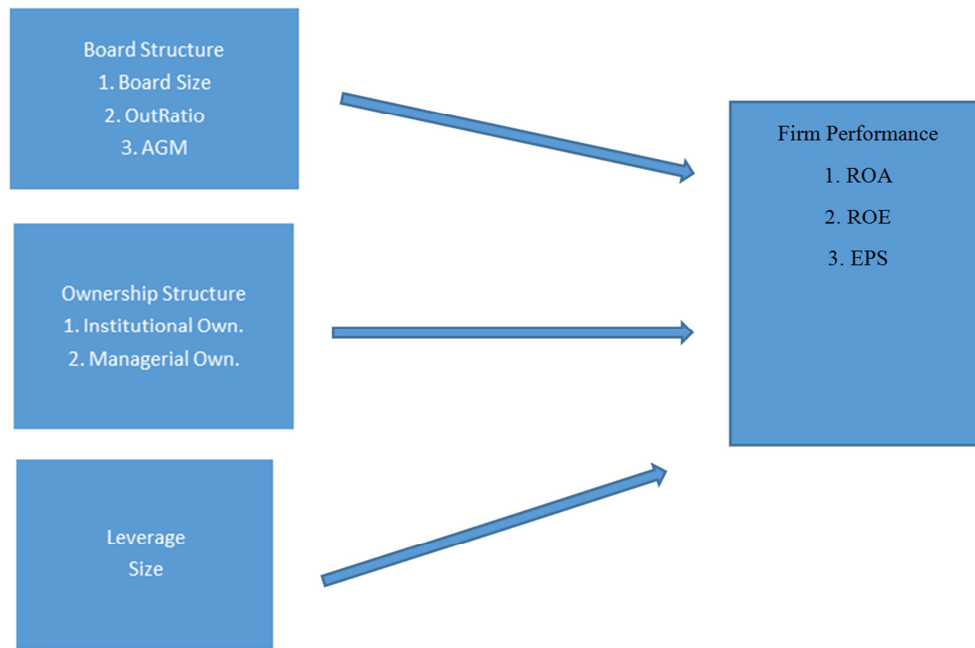 Board Structure
1. Board Size
2. OutRatio
3. AGM
Ownership Structure
1. Institutional Own.
2. Managerial Own.
Leverage
Size
Firm Performance
1. ROA
2. ROE
3. EPS